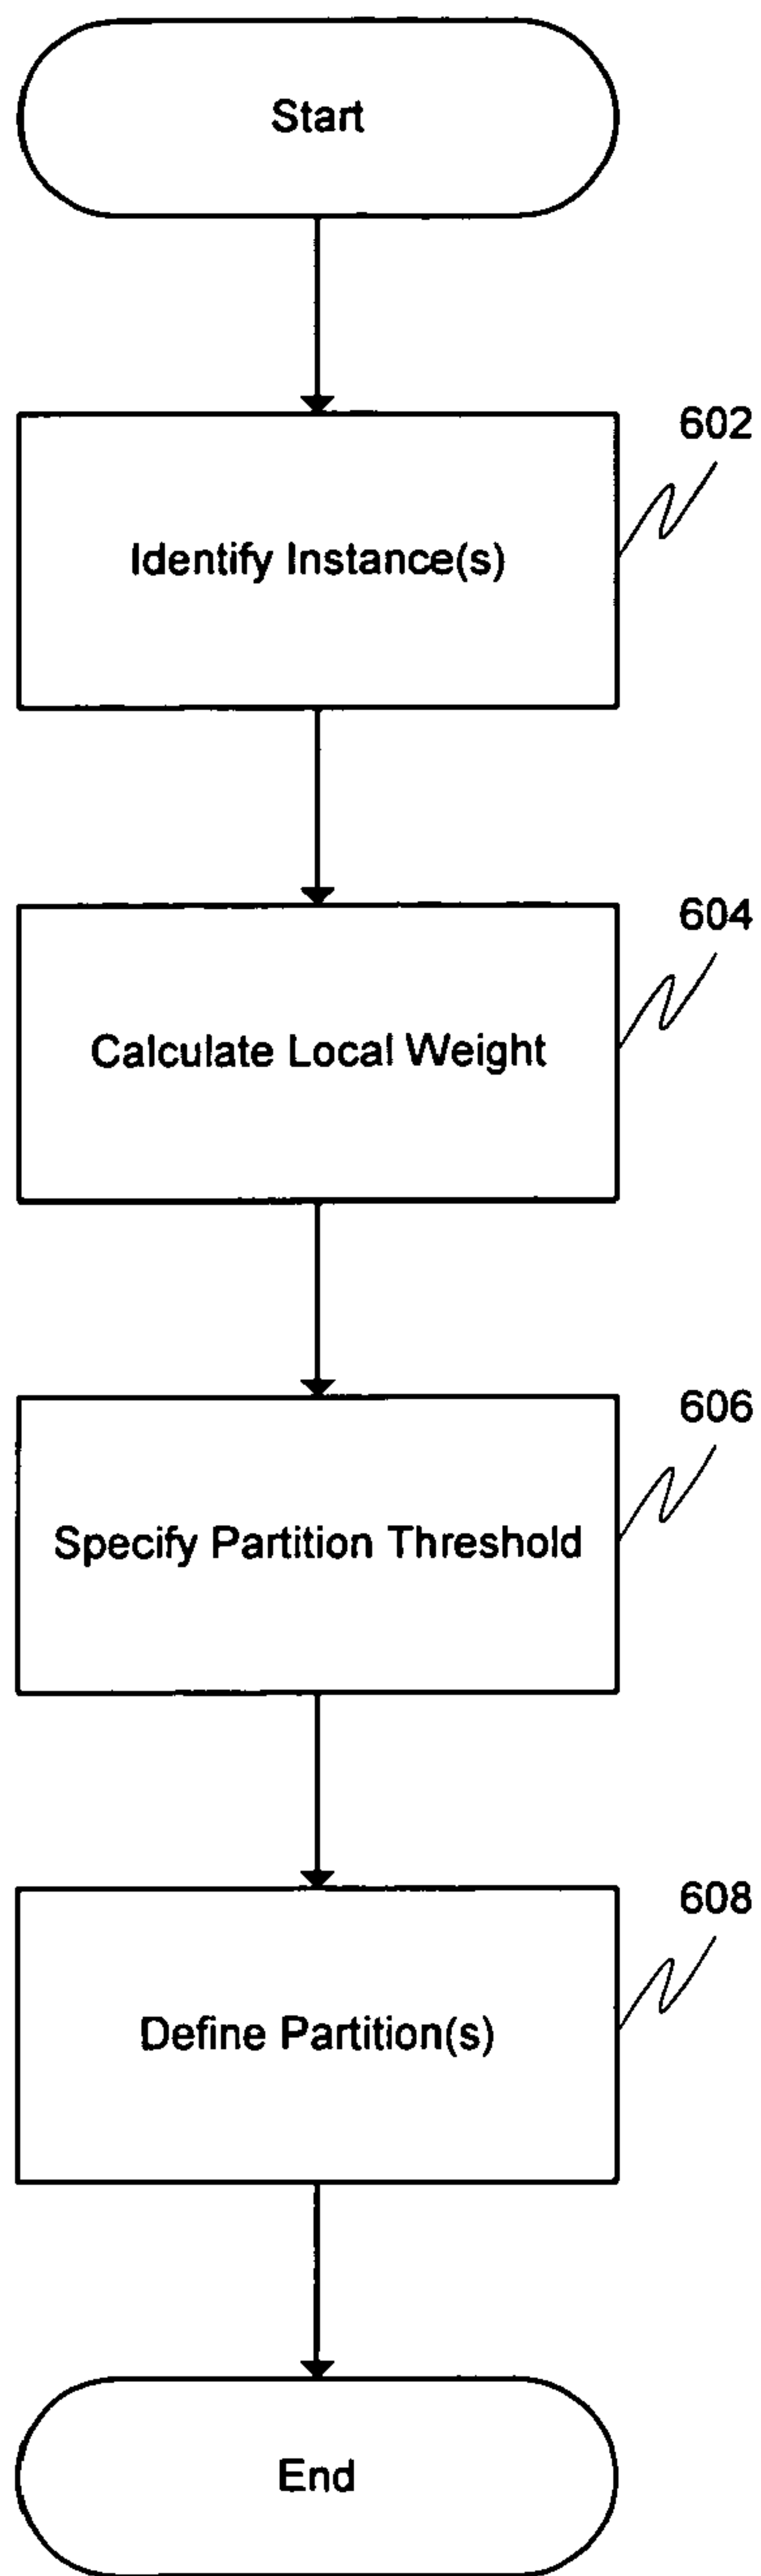 Start
602
Identify Instance(s)
604
Calculate Local Weight
606
Specify Partition Threshold
608
Define Partition(s)
End